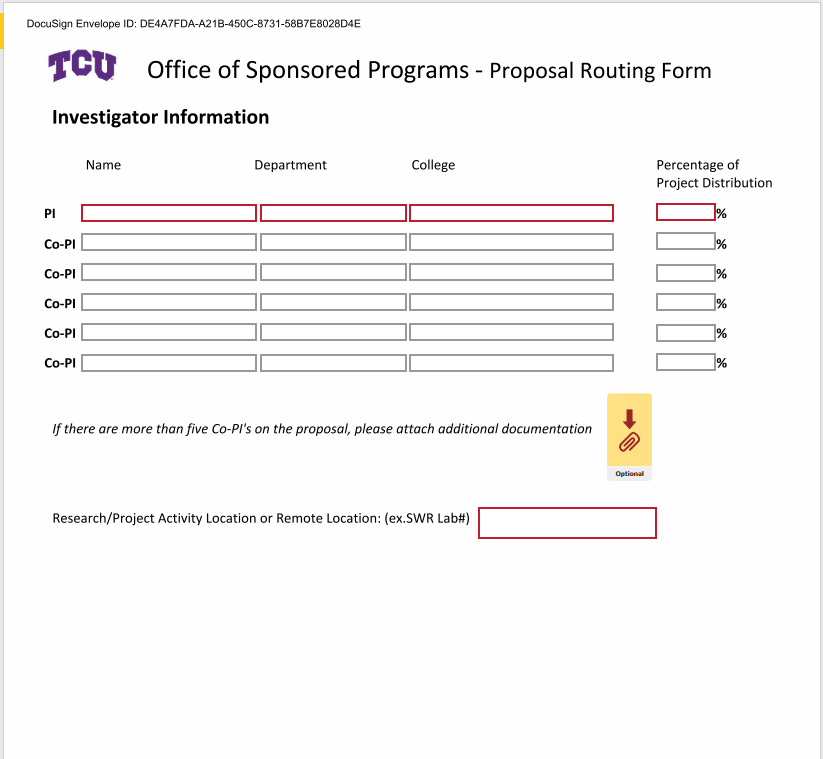 DocuSign Envelope ID: DE4A7FDA-A21B-450C-8731-58B7E8028D4E
TCU Office of Sponsored Programs - Proposal Routing Form
Investigator Information
Name Department College Percentage of
Project Distribution
PI %
Co-PI %
Co-PI %
Co-PI %
Co-PI %
Co-PI %
If there are more than five Co-PI's on the proposal, please attach additional documentation
Optional
Research/Project Activity Location or Remote Location: (ex.SWR Lab#)